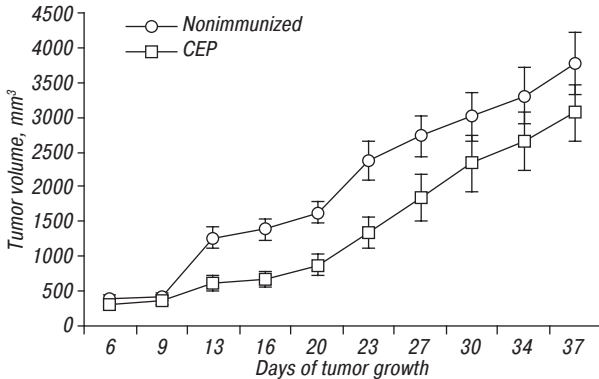 4500
4000
3500
3000
2500
2000
1500
1000
500
0
Tumor volume, mm³
Nonimmunized
CEP
6 9 13 16 20 23 27 30 34 37
Days of tumor growth